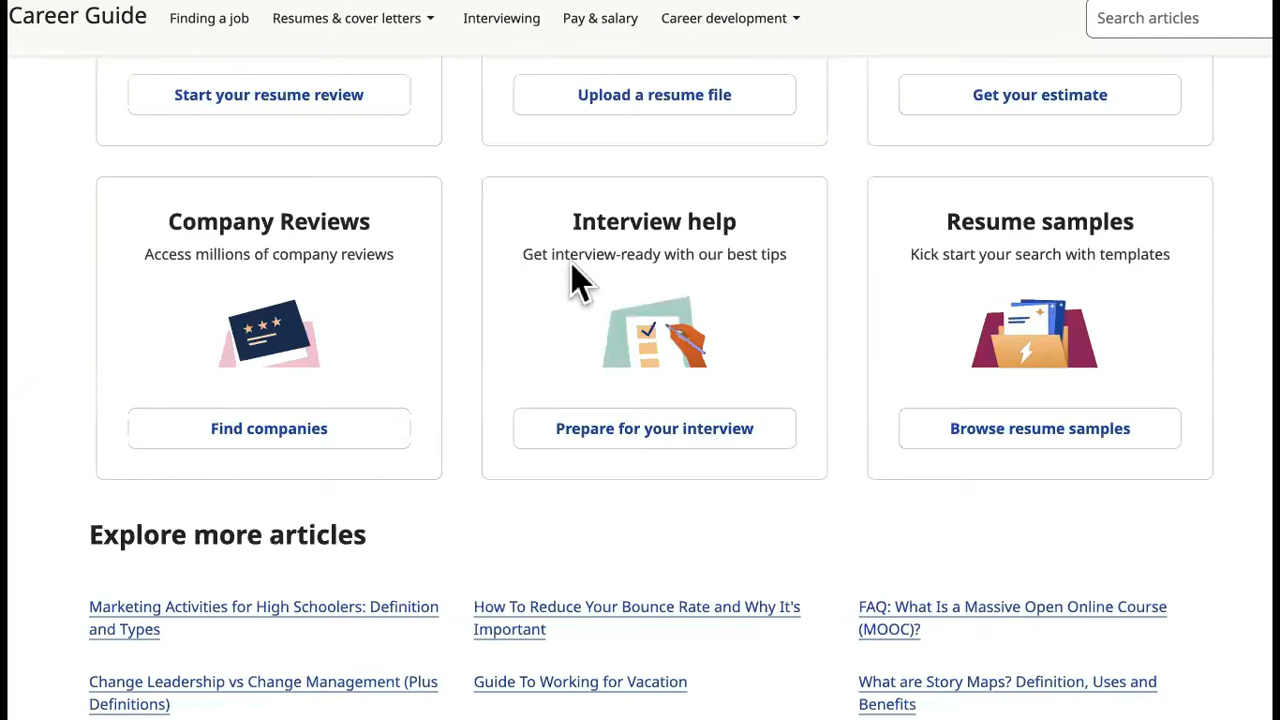 Career Guide
Finding a job
Resumes & cover letters
Interviewing
Pay & salary
Career development
Search articles
Start your resume review
Upload a resume file
Get your estimate
Company Reviews
Access millions of company reviews
Find companies
Interview help
Get interview-ready with our best tips
Prepare for your interview
Resume samples
Kick start your search with templates
Browse resume samples
Explore more articles
Marketing Activities for High Schoolers: Definition
and Types
How To Reduce Your Bounce Rate and Why It's
Important
FAQ: What Is a Massive Open Online Course
(MOOC)?
Change Leadership vs Change Management (Plus
Definitions)
Guide To Working for Vacation
What are Story Maps? Definition, Uses and
Benefits